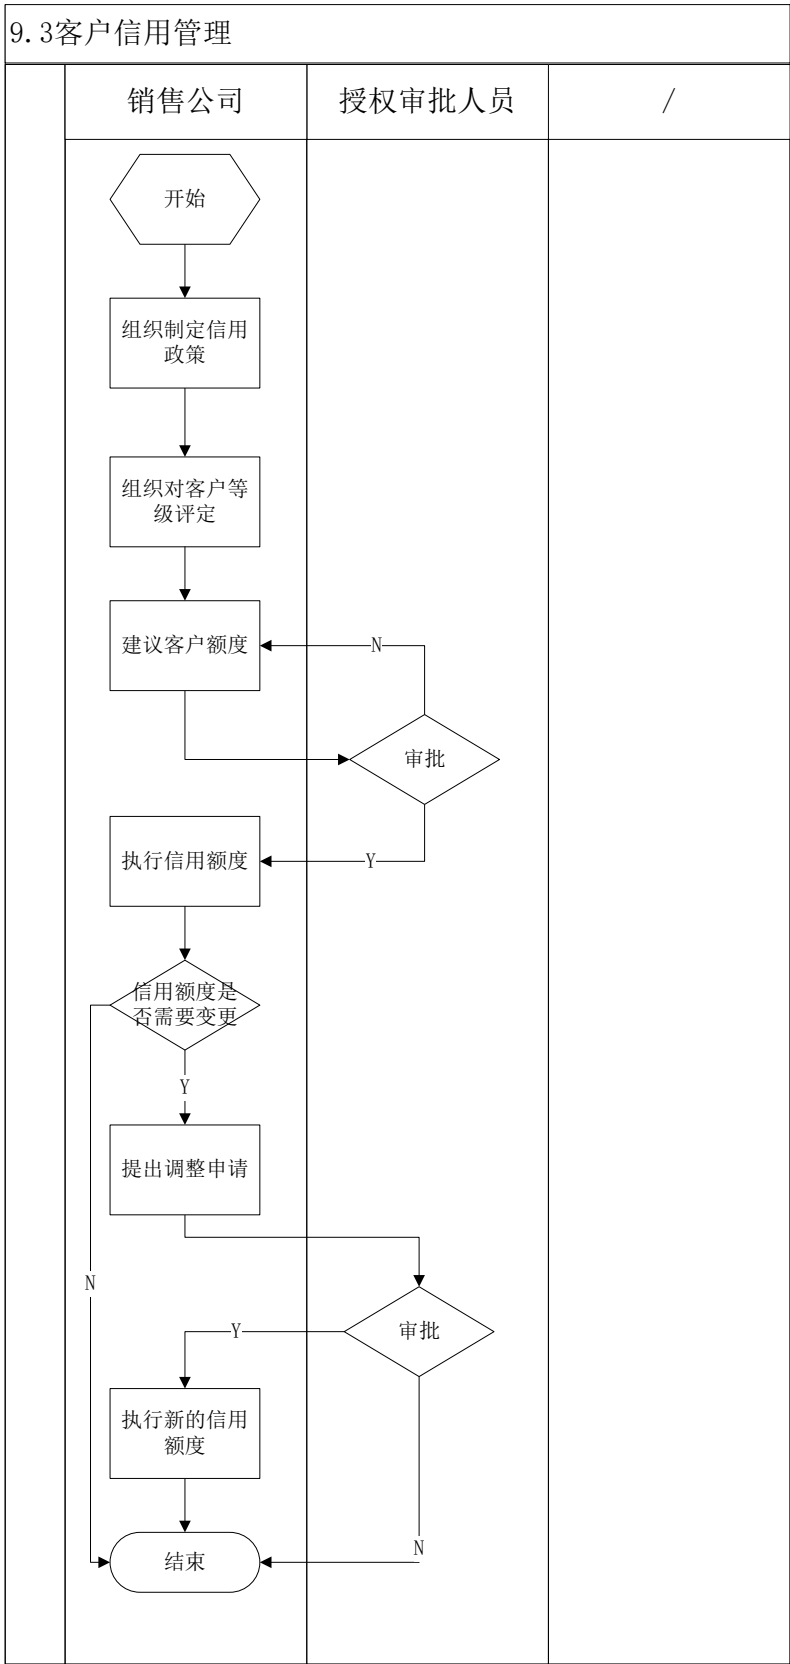 9.3客户信用管理
销售公司
授权审批人员
/
开始
组织制定信用
政策
组织对客户等
级评定
建议客户额度
N
审批
执行信用额度
Y
信用额度是
否需要变更
Y
提出调整申请
N
审批
Y
执行新的信用
额度
N
结束